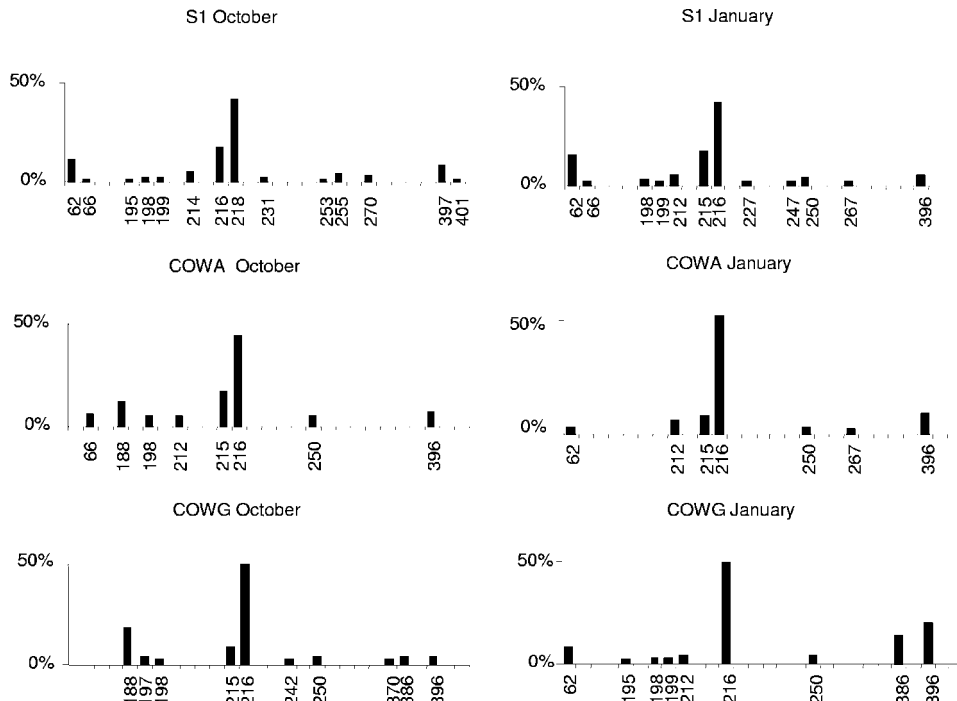 S1 October
50%
0%
62 66 195 198 199 214 216 218 231 253 255 270 397 401
S1 January
50%
0%
62 66 198 199 212 215 216 227 247 250 267 396
COWA October
50%
0%
66 188 198 212 215 216 250 396
COWA January
50%
0%
62 212 215 216 250 267 396
COWG October
50%
0%
188 197 198 215 216 242 250 370 386 396
COWG January
50%
0%
62 195 198 199 212 216 250 386 396